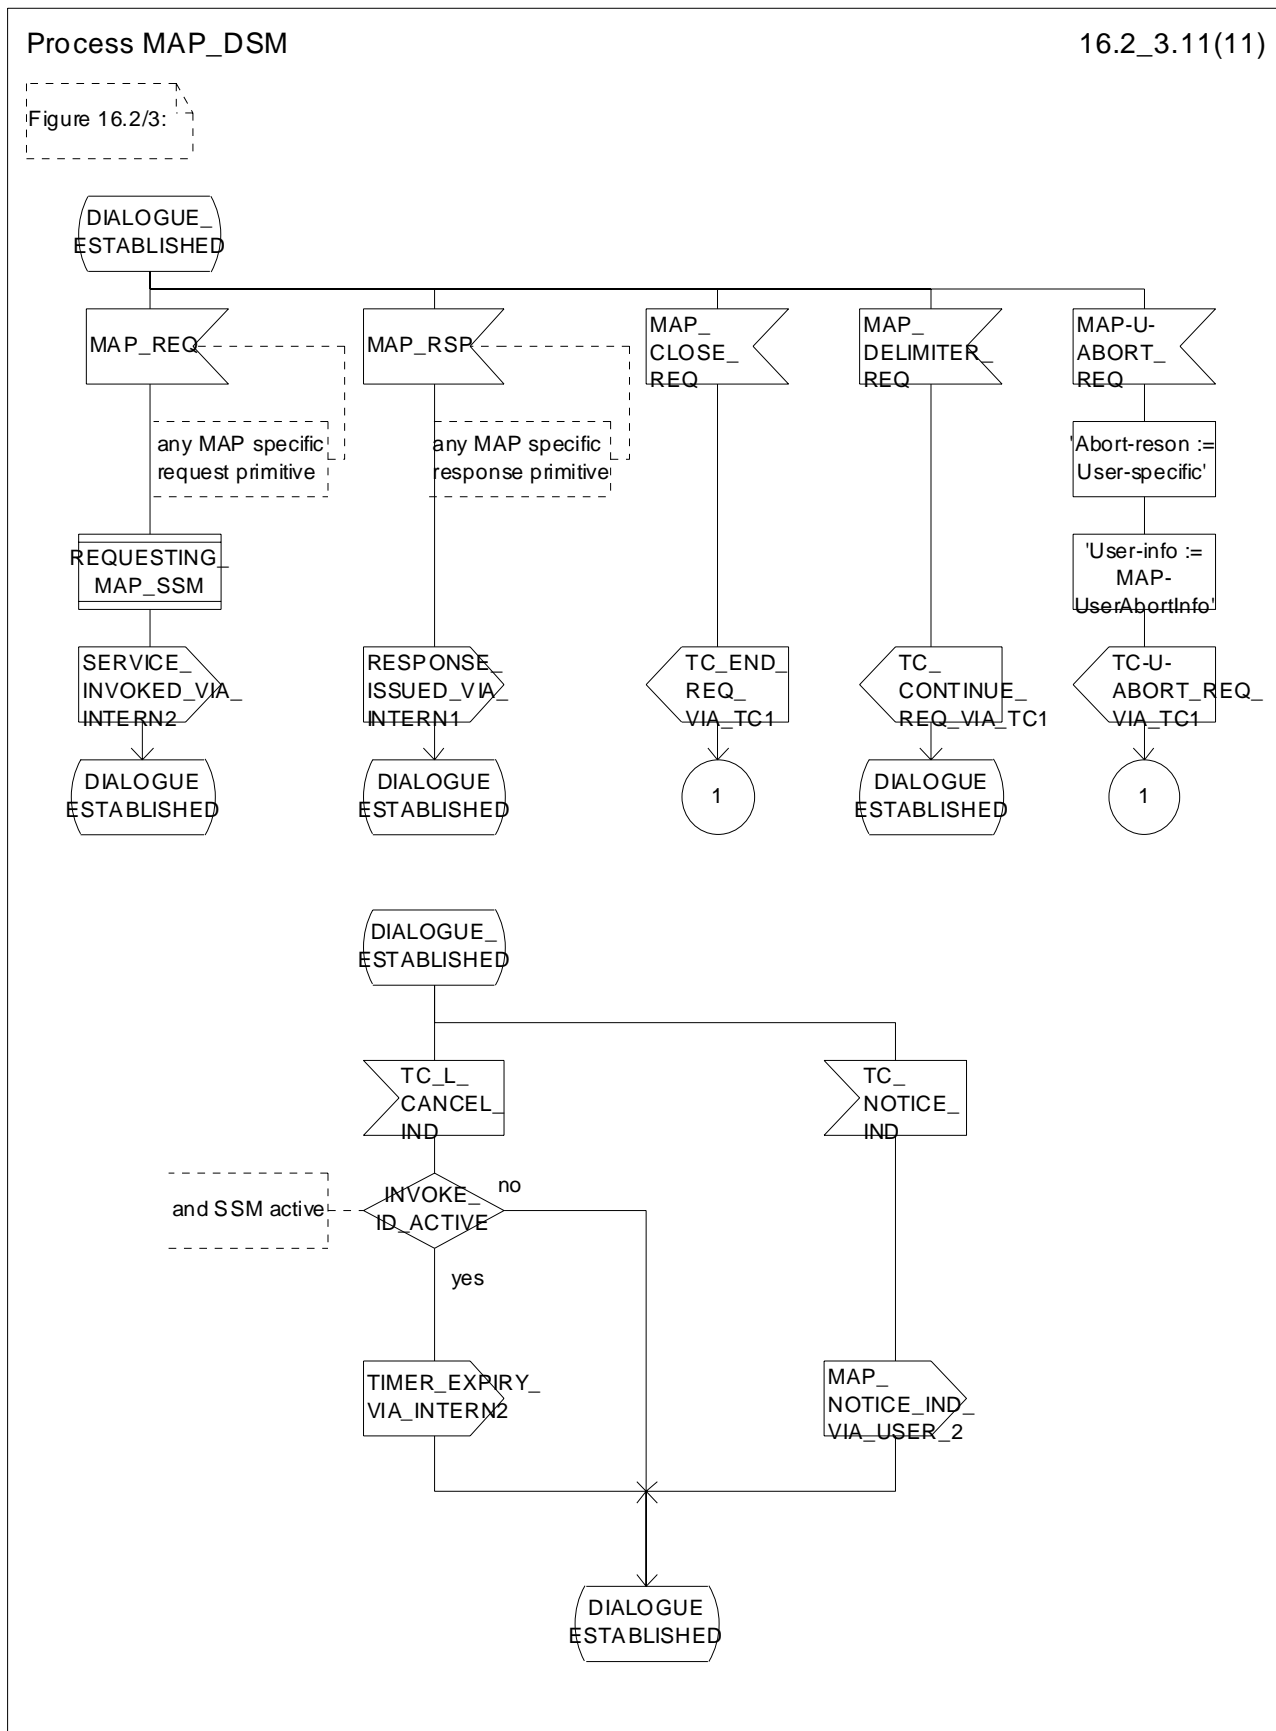 Process MAP_DSM
16.2_3.11(11)
Figure 16.2/3:
DIALOGUE_
ESTABLISHED
MAP_REQ
any MAP specific
request primitive
REQUESTING_
MAP_SSM
SERVICE_
INVOKED_VIA_
INTERN2
DIALOGUE
ESTABLISHED
MAP_RSP
any MAP specific
response primitive
RESPONSE_
ISSUED_VIA_
INTERN1
DIALOGUE
ESTABLISHED
MAP_
CLOSE_
REQ
TC_END_
REQ_
VIA_TC1
1
MAP_
DELIMITER_
REQ
TC_
CONTINUE_
REQ_VIA_TC1
DIALOGUE
ESTABLISHED
MAP-U-
ABORT_
REQ
'Abort-reson :=
User-specific'
'User-info :=
MAP-
UserAbortInfo'
TC-U-
ABORT_REQ_
VIA_TC1
1
DIALOGUE_
ESTABLISHED
TC_L_
CANCEL_
IND
and SSM active
INVOKE_
ID_ACTIVE
no
yes
TIMER_EXPIRY_
VIA_INTERN2
TC_
NOTICE_
IND
MAP_
NOTICE_IND_
VIA_USER_2
DIALOGUE
ESTABLISHED